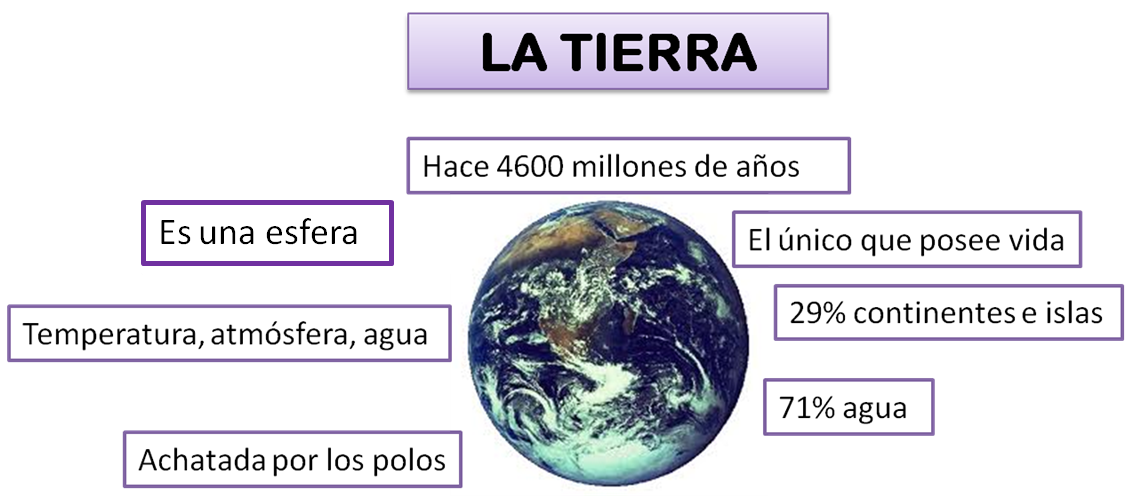 LA TIERRA
Hace 4600 millones de años
Es una esfera
El único que posee vida
29% continentes e islas
Temperatura, atmósfera, agua
71% agua
Achatada por los polos